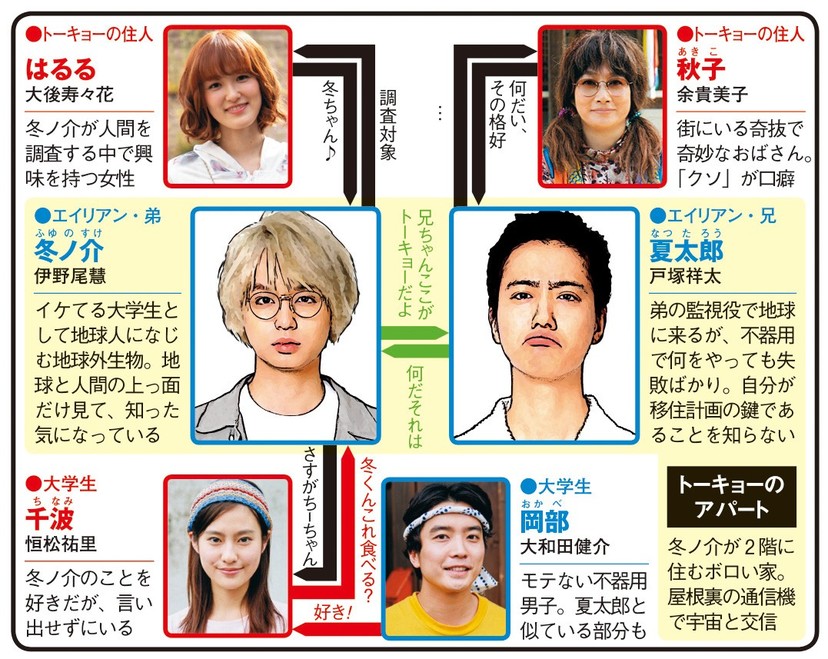 ●トーキョーの住人
はるる
大後寿々花
冬ノ介が人間を
調査する中で興
味を持つ女性
冬ちゃん♪
調査対象
…
何だい、
その格好
●トーキョーの住人
あきこ
秋子
余貴美子
街にいる奇抜で
奇妙なおばさん。
「クソ」が口癖
●エイリアン・弟
ふゆのすけ
冬ノ介
伊野尾慧
イケてる大学生と
して地球人になじ
む地球外生物。地
球と人間の上っ面
だけ見て、知った
気になっている
兄ちゃんここが
トーキョーだよ
何だそれは
●エイリアン・兄
なつたろう
夏太郎
戸塚祥太
弟の監視役で地球
に来るが、不器用
で何をやっても失
敗ばかり。自分が
移住計画の鍵であ
ることを知らない
●大学生
ちなみ
千波
恒松祐里
冬ノ介のことを
好きだが、言い
出せずにいる
さすがちーちゃん
冬くんこれ食べる?
好き!
●大学生
おかべ
岡部
大和田健介
モテない不器用
男子。夏太郎と
似ている部分も
トーキョーの
アパート
冬ノ介が2階に
住むボロい家。
屋根裏の通信機
で宇宙と交信